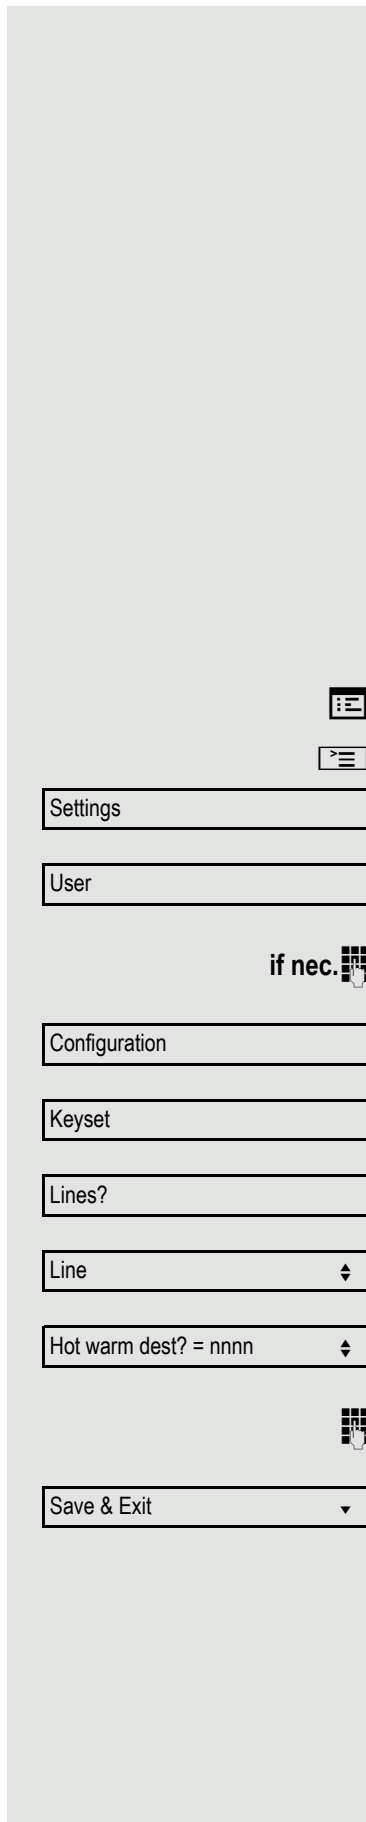 Settings
User
if nec.
Configuration
Keyset
Lines?
Line
Hot warm dest? = nnnn
Save & Exit